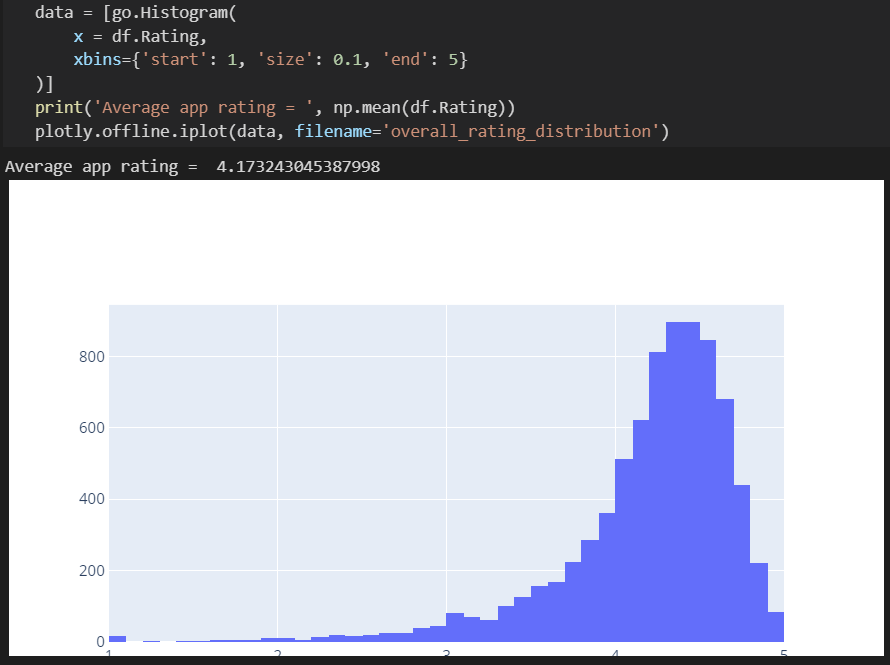 data = [go.Histogram(
    x = df.Rating,
    xbins={'start': 1, 'size': 0.1, 'end': 5}
)]
print('Average app rating = ', np.mean(df.Rating))
plotly.offline.iplot(data, filename='overall_rating_distribution')
Average app rating =  4.173243045387998
800
600
400
200
0
1 2 3 4 5